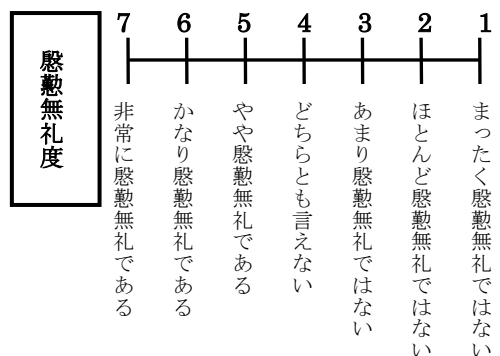 慇懃無礼度
7 6 5 4 3 2 1
まったく慇懃無礼ではない
ほとんど慇懃無礼ではない
あまり慇懃無礼ではない
どちらとも言えない
やや慇懃無礼である
かなり慇懃無礼である
非常に慇懃無礼である